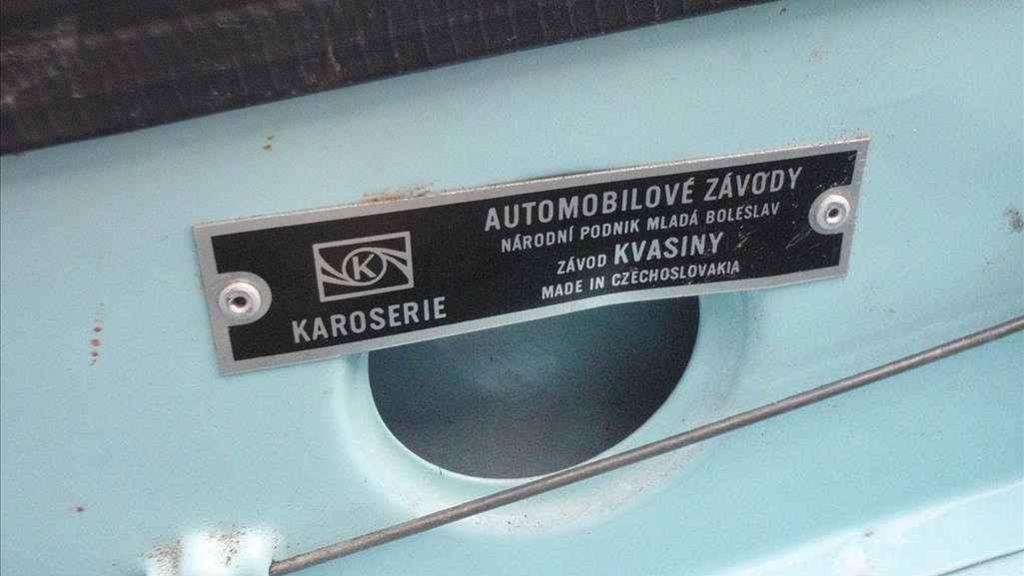 K
KAROSERIE
AUTOMOBILOVÉ ZÁVODY
NÁRODNÍ PODNIK MLADÁ BOLESLAV
ZÁVOD KVASINY
MADE IN CZECHOSLOVAKIA